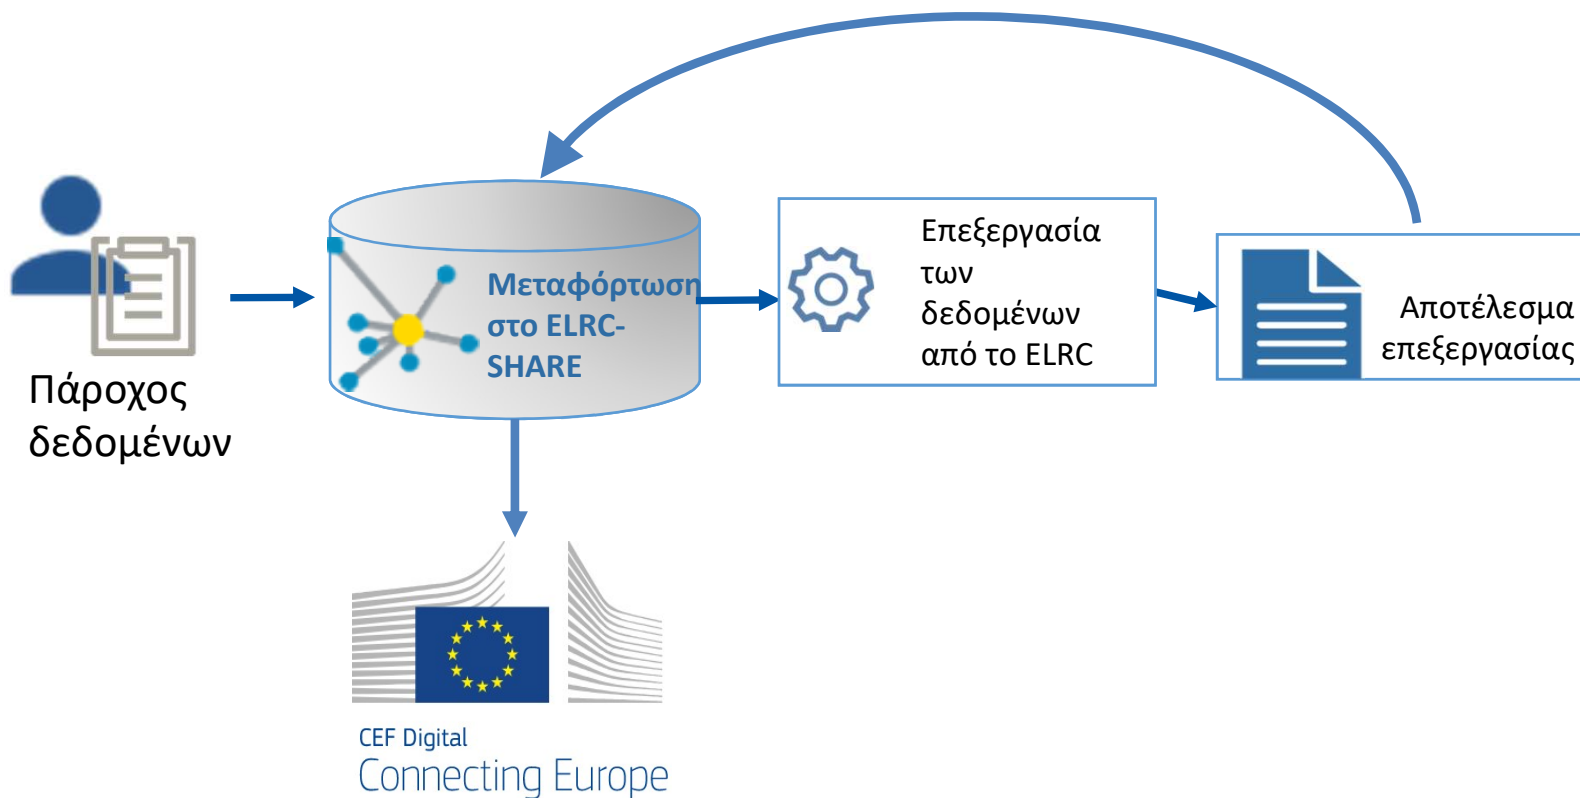 Πάροχος
δεδομένων
Μεταφόρτωση
στο ELRC-
SHARE
Επεξεργασία
των
δεδομένων
από το ELRC
Αποτέλεσμα
επεξεργασίας
CEF Digital
Connecting Europe